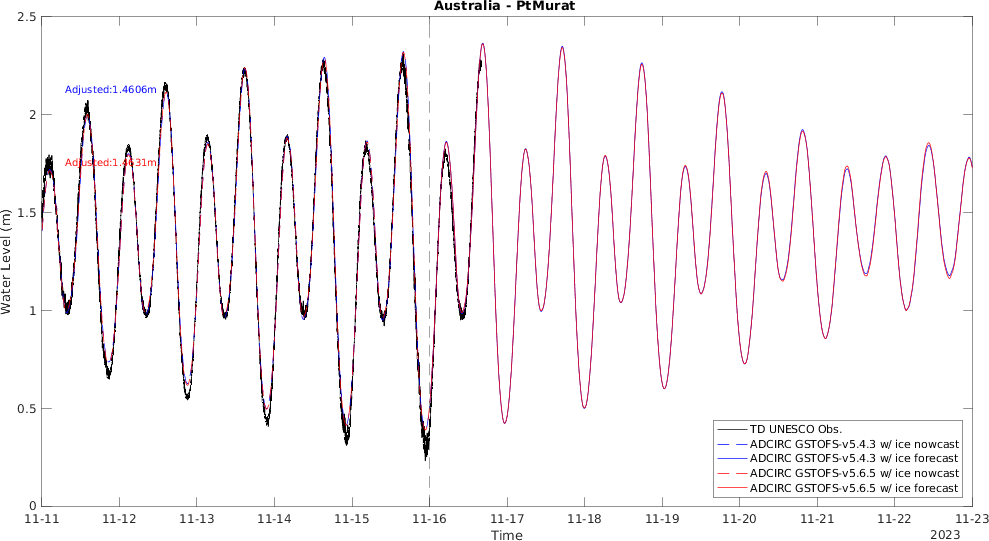 Australia - PtMurat
2.5
2
1.5
1
0.5
0
Water Level (m)
Adjusted:1.4606m
Adjusted:1.4631m
TD UNESCO Obs.
ADCIRC GSTOFS-v5.4.3 w/ ice nowcast
ADCIRC GSTOFS-v5.4.3 w/ ice forecast
ADCIRC GSTOFS-v5.6.5 w/ ice nowcast
ADCIRC GSTOFS-v5.6.5 w/ ice forecast
11-11 11-12 11-13 11-14 11-15 11-16 11-17 11-18 11-19 11-20 11-21 11-22 11-23
Time
2023